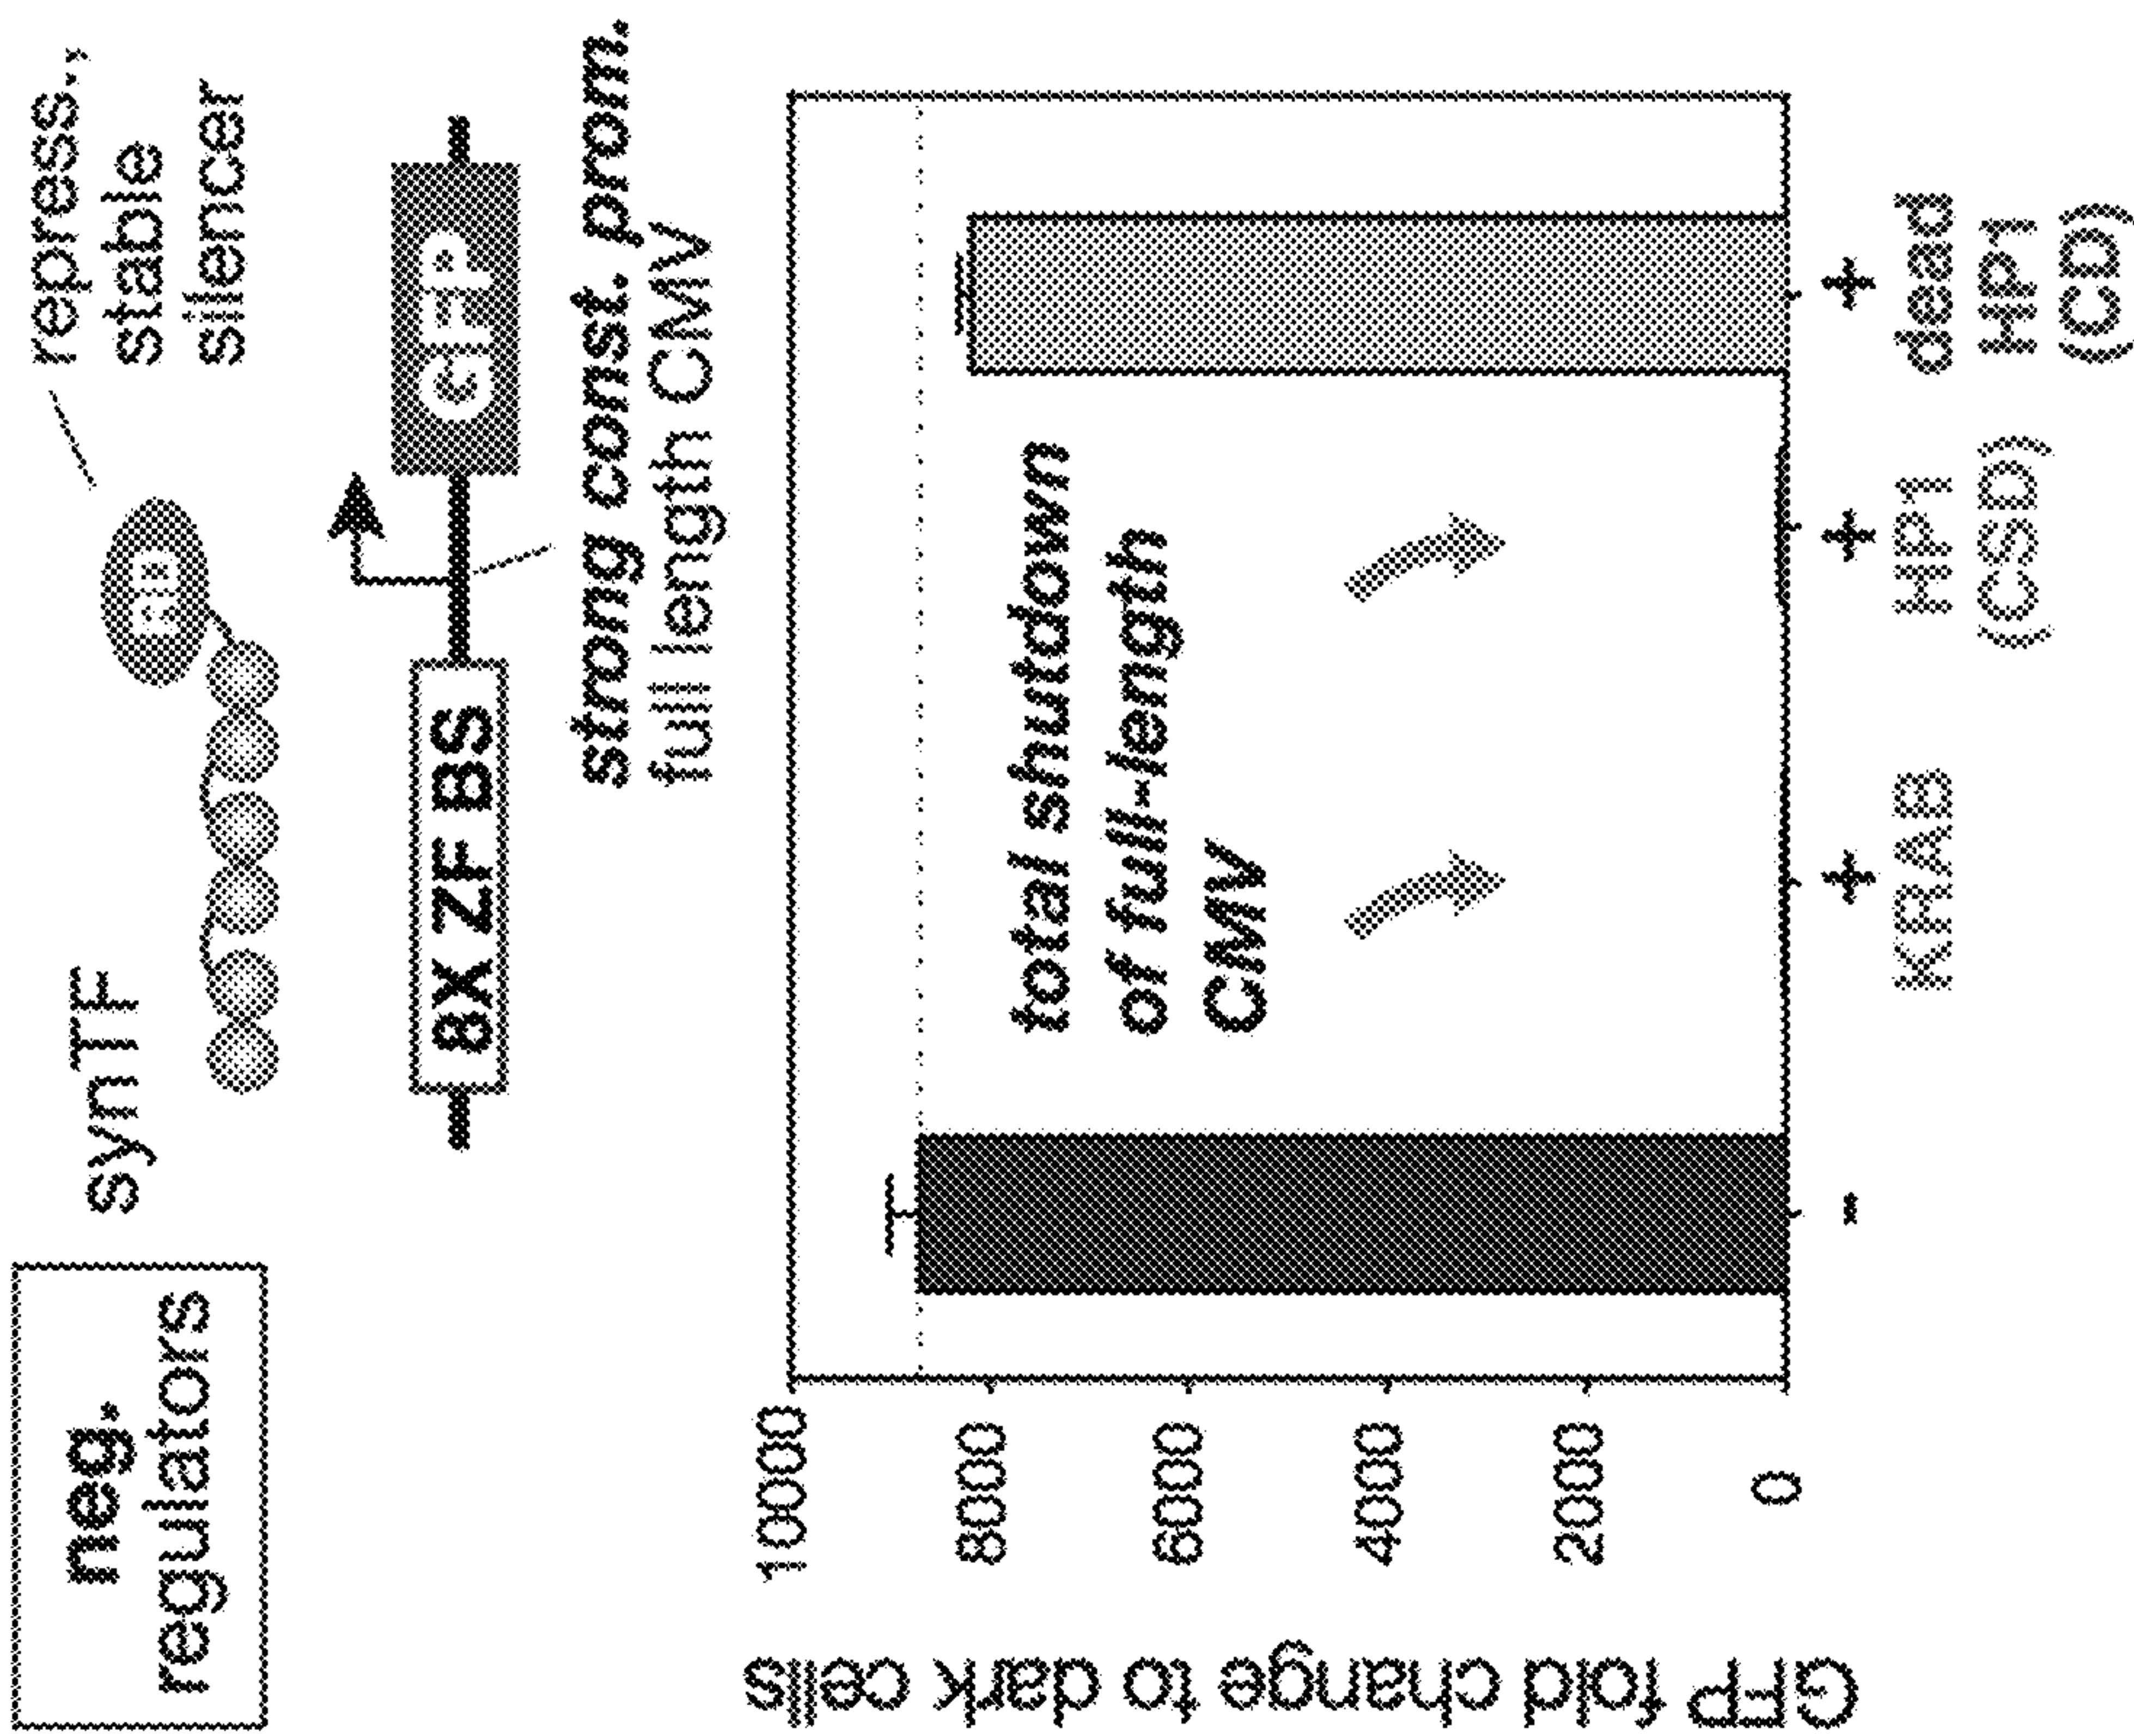 neg.
regulators
synTF
repress.,
stable
silencer
RD
8X ZF BS
GFP
strong const. prom.
full length CMV
GFP fold change to dark cells
10000
8000
6000
4000
2000
0
total shutdown
of full-length
CMV
-
+
+
+
KRAB
HP1
(CSD)
dead
HP1
(CD)